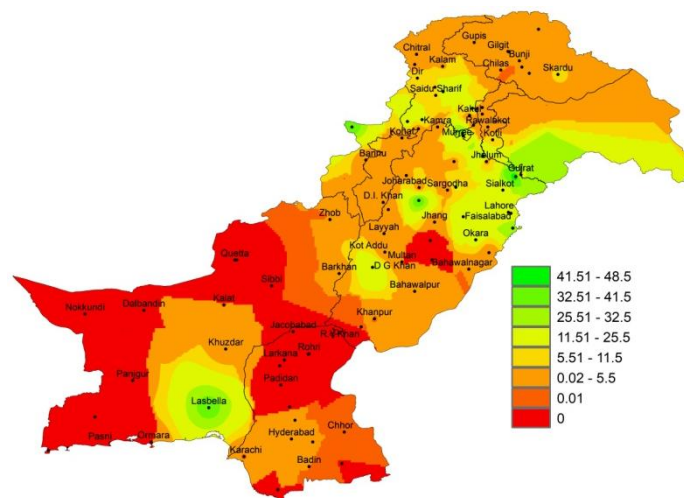 Gupis
Chitral
Gilgit
Bunji
Kalam
Chilas
Skardu
Dir
Saidu Sharif
Kakul
Kamra
Rawalakot
Kohat
Murree
Kotli
Bannu
Jhelum
Joharabad
Gujrat
Sargodha
Sialkot
D.I. Khan
Zhob
Jhang
Lahore
Faisalabad
Layyah
Okara
Kot Addu
Quetta
Multan
D G Khan
Bahawalnagar
Barkhan
Sibbi
Bahawalpur
Kalat
Nokkundi
Dalbandin
Khanpur
Jacobabad
Khuzdar
Larkana
Rohri
Panjgur
Padidan
Lasbella
Hyderabad
Chhor
Pasni
Ormara
Karachi
Badin
41.51 - 48.5
32.51 - 41.5
25.51 - 32.5
11.51 - 25.5
5.51 - 11.5
0.02 - 5.5
0.01
0